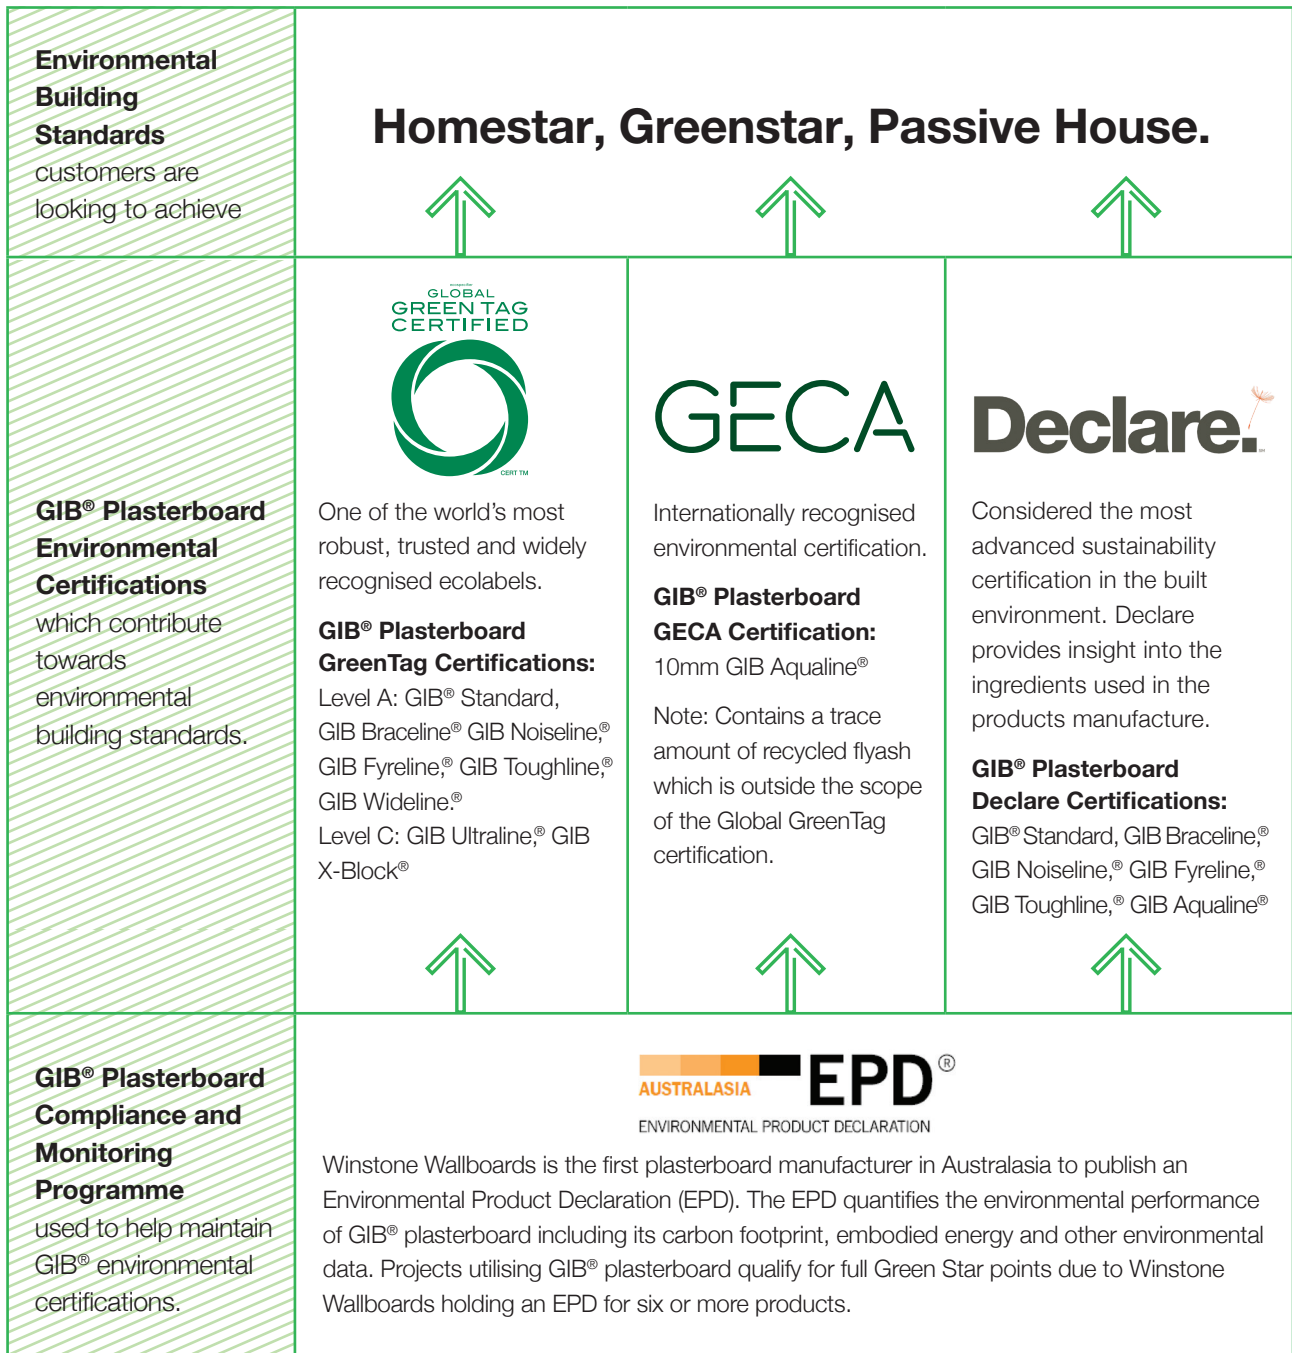 Environmental
Building
Standards
customers are
looking to achieve
Homestar, Greenstar, Passive House.
GIB® Plasterboard
Environmental
Certifications
which contribute
towards
environmental
building standards.
GLOBAL
GREEN TAG
CERTIFIED
CERT TM
One of the world's most
robust, trusted and widely
recognised ecolabels.
GIB® Plasterboard
GreenTag Certifications:
Level A: GIB® Standard,
GIB Braceline® GIB Noiseline,®
GIB Fyreline,® GIB Toughline,®
GIB Wideline.®
Level C: GIB Ultraline,® GIB
X-Block®
GECA
Internationally recognised
environmental certification.
GIB® Plasterboard
GECA Certification:
10mm GIB Aqualine®
Note: Contains a trace
amount of recycled flyash
which is outside the scope
of the Global GreenTag
certification.
Declare.
Considered the most
advanced sustainability
certification in the built
environment. Declare
provides insight into the
ingredients used in the
products manufacture.
GIB® Plasterboard
Declare Certifications:
GIB® Standard, GIB Braceline,®
GIB Noiseline,® GIB Fyreline,®
GIB Toughline,® GIB Aqualine®
GIB® Plasterboard
Compliance and
Monitoring
Programme
used to help maintain
GIB® environmental
certifications.
AUSTRALASIA EPD®
ENVIRONMENTAL PRODUCT DECLARATION
Winstone Wallboards is the first plasterboard manufacturer in Australasia to publish an
Environmental Product Declaration (EPD). The EPD quantifies the environmental performance
of GIB® plasterboard including its carbon footprint, embodied energy and other environmental
data. Projects utilising GIB® plasterboard qualify for full Green Star points due to Winstone
Wallboards holding an EPD for six or more products.